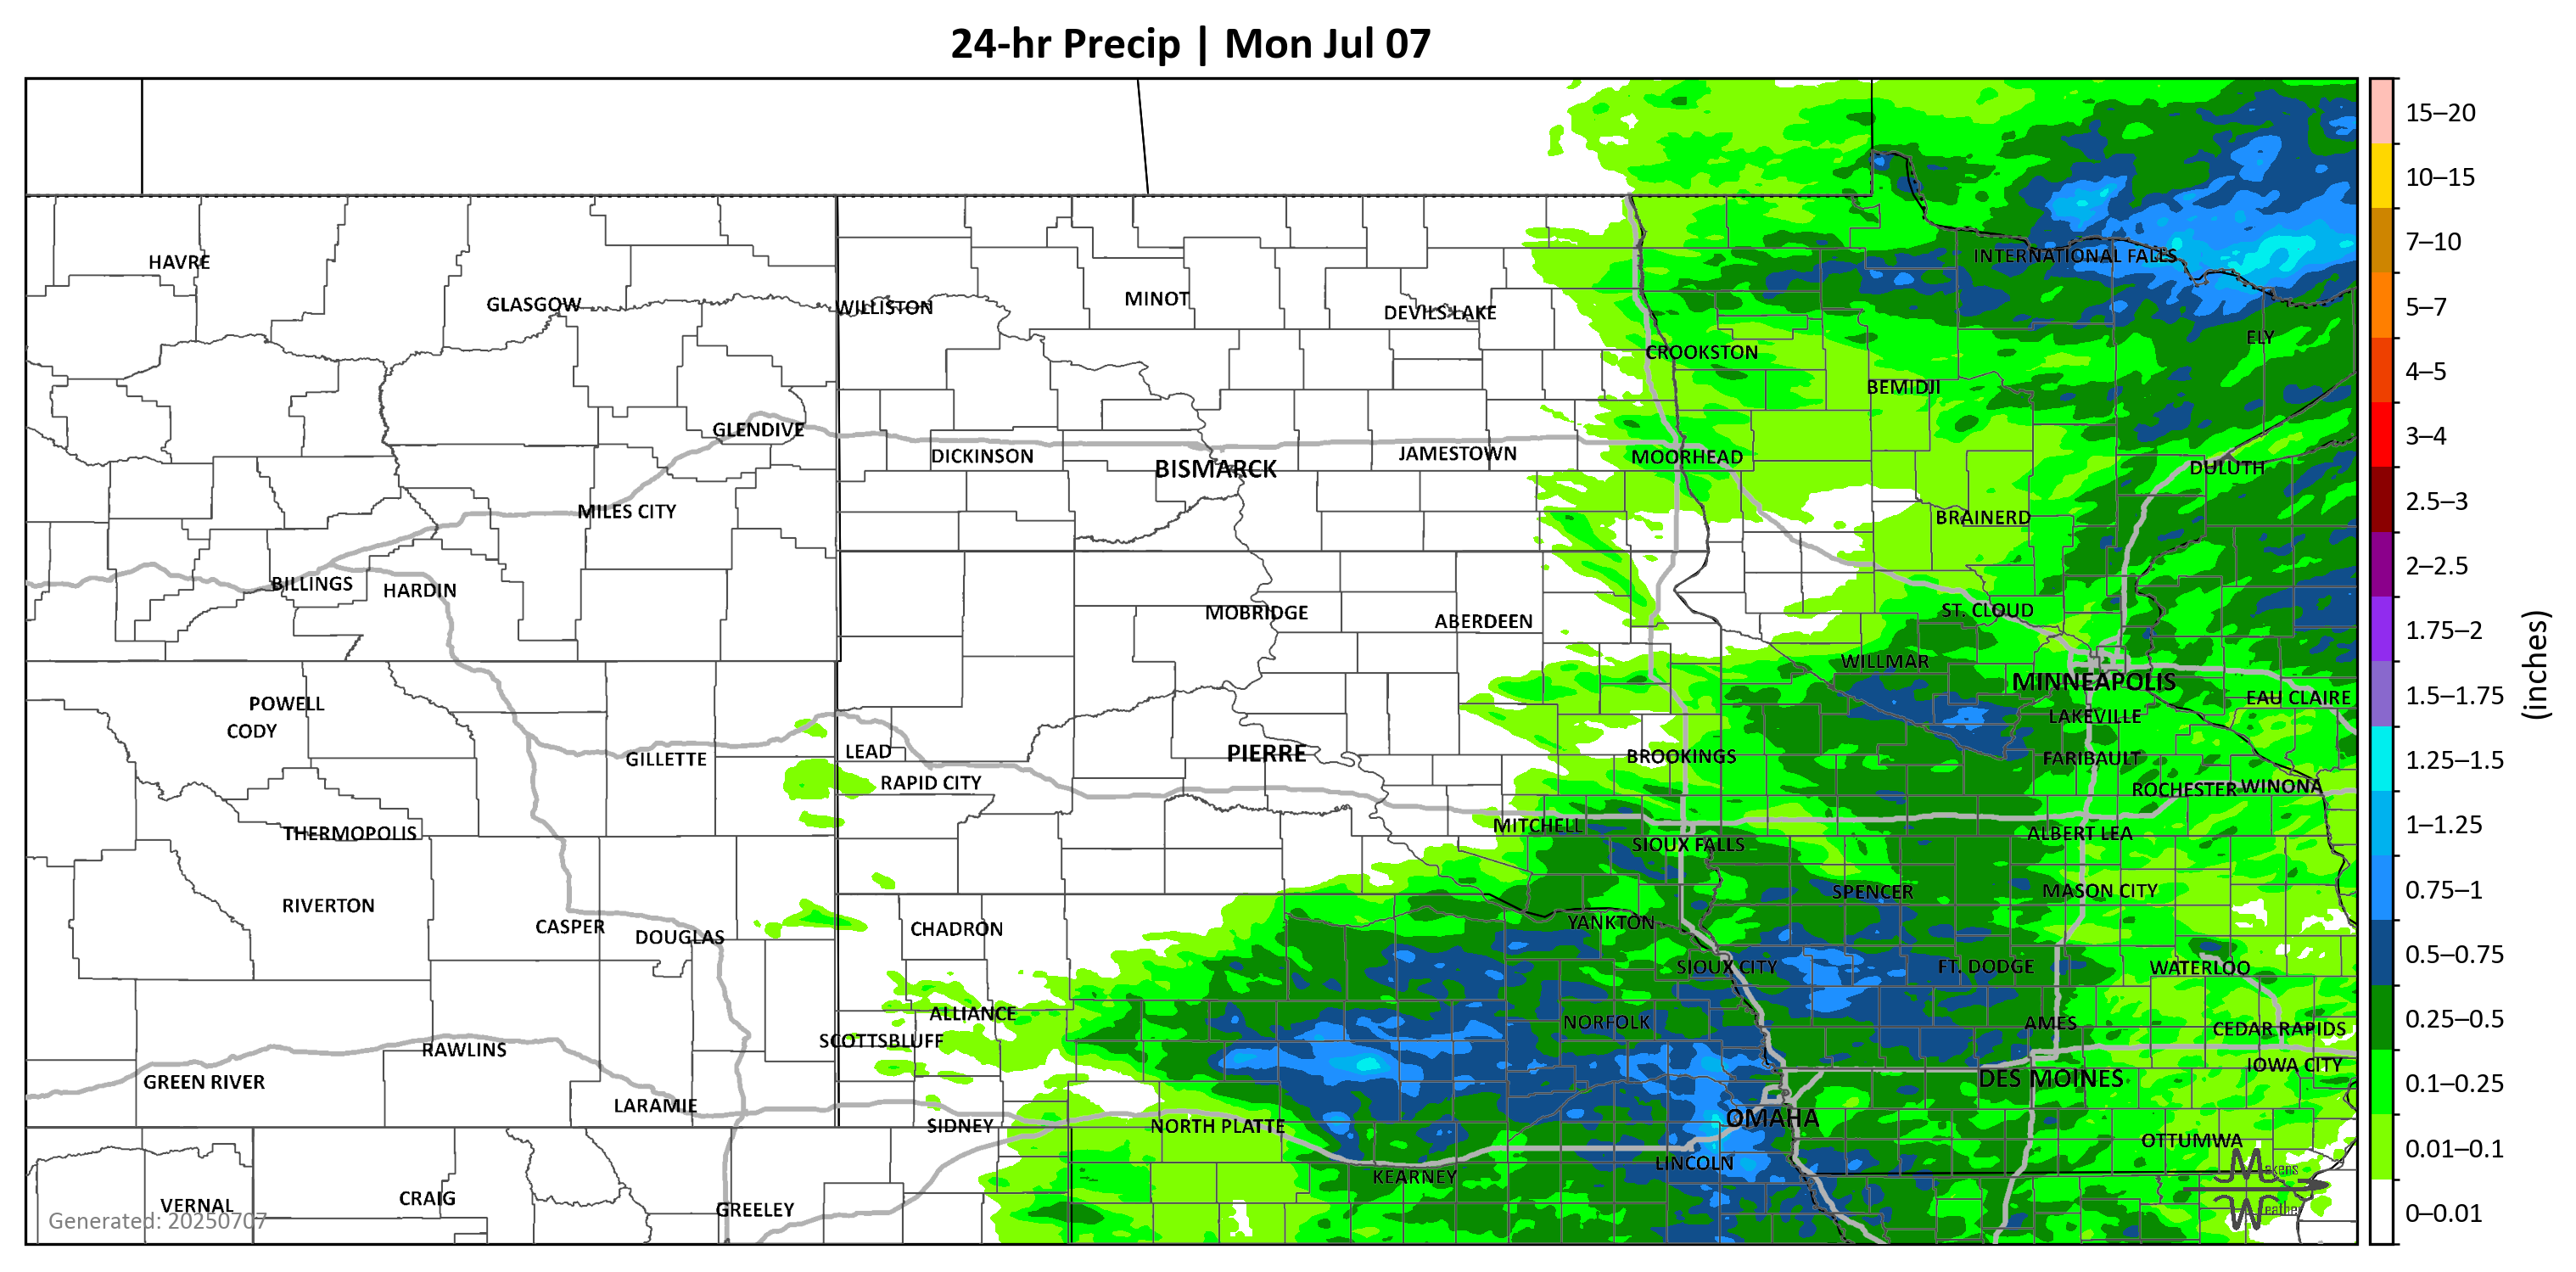 24-hr Precip | Mon Jul 07
15–20
10–15
7–10
INTERNATIONAL FALLS
HAVRE
MINOT
GLASGOW
WILLISTON
DEVILS LAKE
5–7
ELY
CROOKSTON
4–5
BEMIDJI
GLENDIVE
3–4
DICKINSON
JAMESTOWN
MOORHEAD
BISMARCK
DULUTH
2.5–3
MILES CITY
BRAINERD
2–2.5
BILLINGS
HARDIN
MOBRIDGE
ABERDEEN
ST. CLOUD
1.75–2
WILLMAR
(inches)
MINNEAPOLIS
EAU CLAIRE
1.5–1.75
POWELL
LAKEVILLE
CODY
LEAD
PIERRE
BROOKINGS
GILLETTE
FARIBAULT
1.25–1.5
RAPID CITY
ROCHESTER
WINONA
THERMOPOLIS
MITCHELL
ALBERT LEA
1–1.25
SIOUX FALLS
SPENCER
MASON CITY
0.75–1
RIVERTON
CASPER
DOUGLAS
CHADRON
YANKTON
0.5–0.75
SIOUX CITY
FT. DODGE
WATERLOO
ALLIANCE
NORFOLK
AMES
0.25–0.5
SCOTTSBLUFF
CEDAR RAPIDS
RAWLINS
IOWA CITY
GREEN RIVER
DES MOINES
0.1–0.25
LARAMIE
SIDNEY
NORTH PLATTE
OMAHA
OTTUMWA
0.01–0.1
LINCOLN
KEARNEY
Makens
Weather
VERNAL
CRAIG
GREELEY
Generated: 20250707
0–0.01